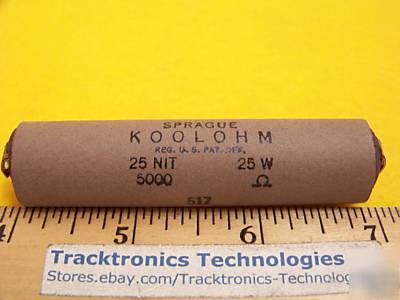 SPRAGUE
KOOLOHM
REG. U. S. PAT. OFF.
25 NIT 25 W
5000 Ω
517
4 5 6 7
Tracktronics Technologies
Stores.ebay.com/Tracktronics-Technologies